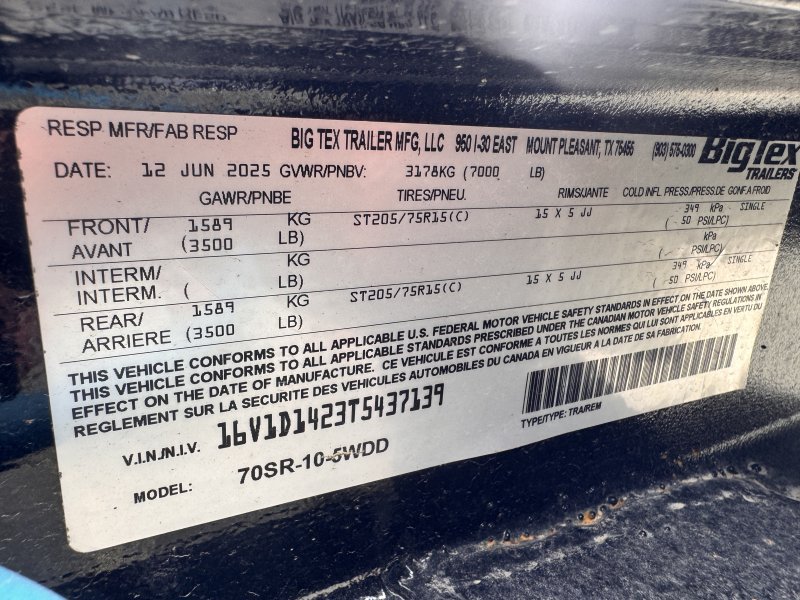 RESP MFR/FAB RESP BIG TEX TRAILER MFG, LLC 950 I-30 EAST MOUNT PLEASANT, TX 75455 (903) 575-0300 BigTex TRAILERS
DATE: 12 JUN 2025 GVWR/PNBV: 3178KG (7000 LB)
GAWR/PNBE TIRES/PNEU. RIMS/JANTE COLD INFL PRESS/PRESS.DE GONF.A FROID
FRONT/ 1589 KG ST205/75R15(C) 15 X 5 JJ 349 kPa SINGLE
AVANT (3500 LB) ( 50 PSI/LPC)
INTERM/ KG kPa
INTERM. ( LB) ( PSI/LPC)
REAR/ 1589 KG ST205/75R15(C) 15 X 5 JJ 349 kPa SINGLE
ARRIERE (3500 LB) ( 50 PSI/LPC)
THIS VEHICLE CONFORMS TO ALL APPLICABLE U.S. FEDERAL MOTOR VEHICLE SAFETY STANDARDS IN EFFECT ON THE DATE SHOWN ABOVE.
THIS VEHICLE CONFORMS TO ALL APPLICABLE STANDARDS PRESCRIBED UNDER THE CANADIAN MOTOR VEHICLE SAFETY REGULATIONS IN
EFFECT ON THE DATE OF MANUFACTURE. CE VEHICULE EST CONFORME A TOUTES LES NORMES QUI LUI SONT APPLICABLES EN VERTU DU
REGLEMENT SUR LA SECURITE DES VEHICULES AUTOMOBILES DU CANADA EN VIGUEUR A LA DATE DE SA FABRICATION.
V.I.N./N.I.V. 16V1D1423T5437139
TYPE/TYPE: TRA/REM
MODEL: 70SR-10-5WDD